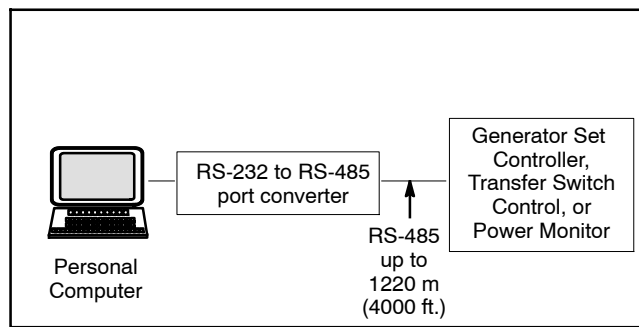 Personal
Computer
RS-232 to RS-485
port converter
RS-485
up to
1220 m
(4000 ft.)
Generator Set
Controller,
Transfer Switch
Control, or
Power Monitor